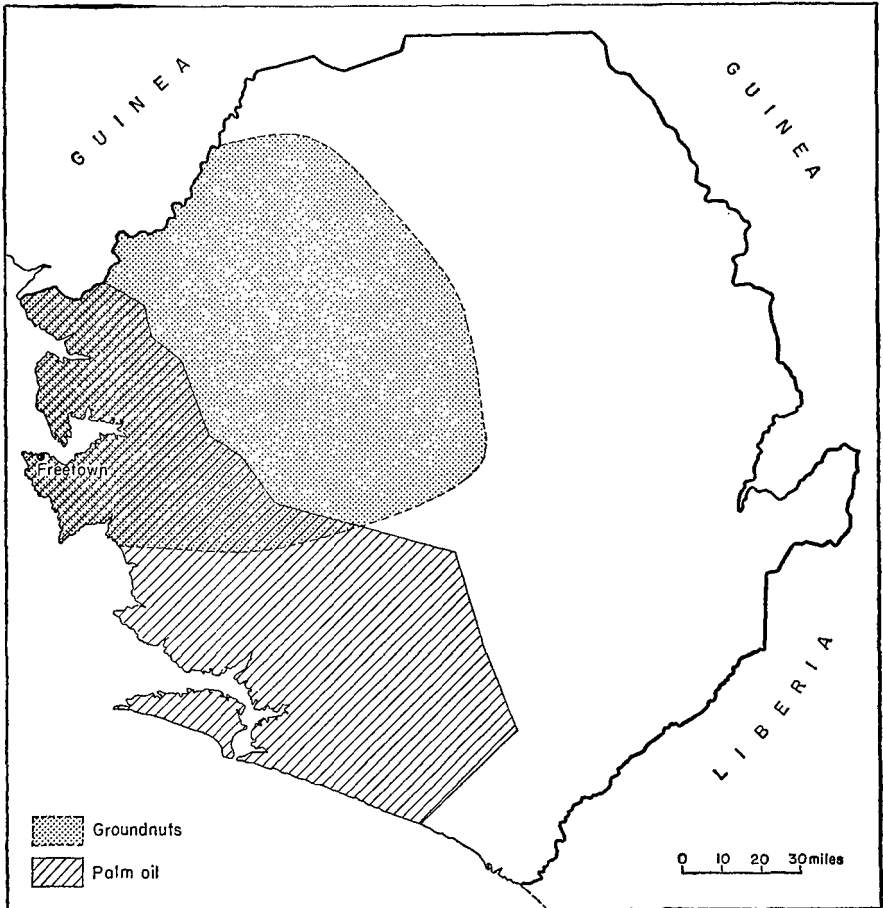 GUINEA
GUINEA
Freetown
LIBERIA
Groundnuts
Palm oil
0 10 20 30 miles